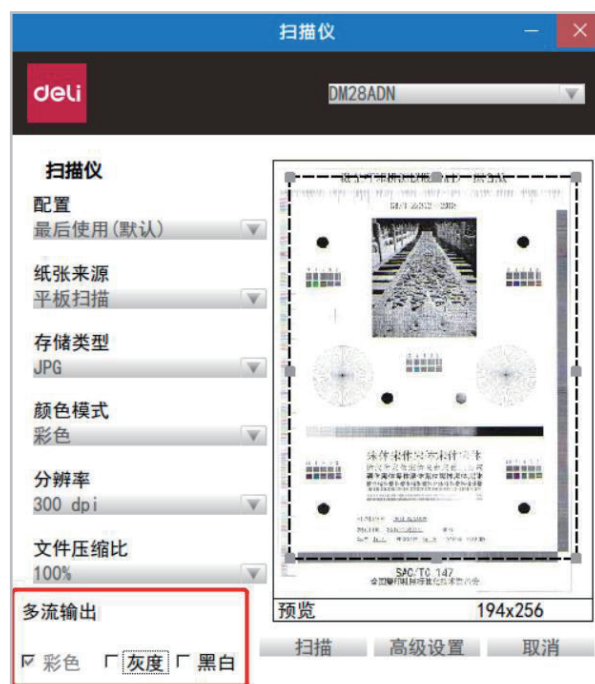 扫描仪
deli
DM28ADN
扫描仪
配置
最后使用(默认)
纸张来源
平板扫描
存储类型
JPG
颜色模式
彩色
分辨率
300 dpi
文件压缩比
100%
多流输出
彩色 灰度 黑白
SAC/TC 147
预览 194x256
扫描 高级设置 取消